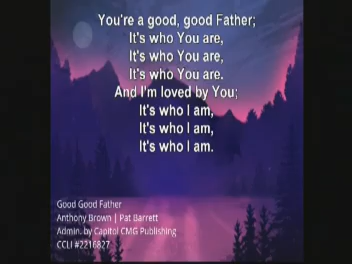 You're a good, good Father;
It's who You are,
It's who You are,
It's who You are.
And I'm loved by You;
It's who I am,
It's who I am,
It's who I am.
Good Good Father
Anthony Brown | Pat Barrett
Admin. by Capitol CMG Publishing
CCLI #2216827